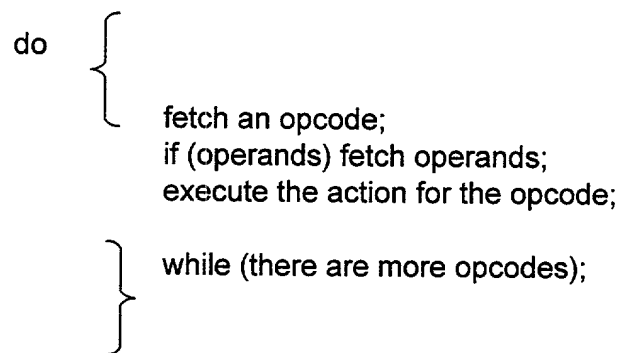 do {
fetch an opcode;
if (operands) fetch operands;
execute the action for the opcode;
} while (there are more opcodes);